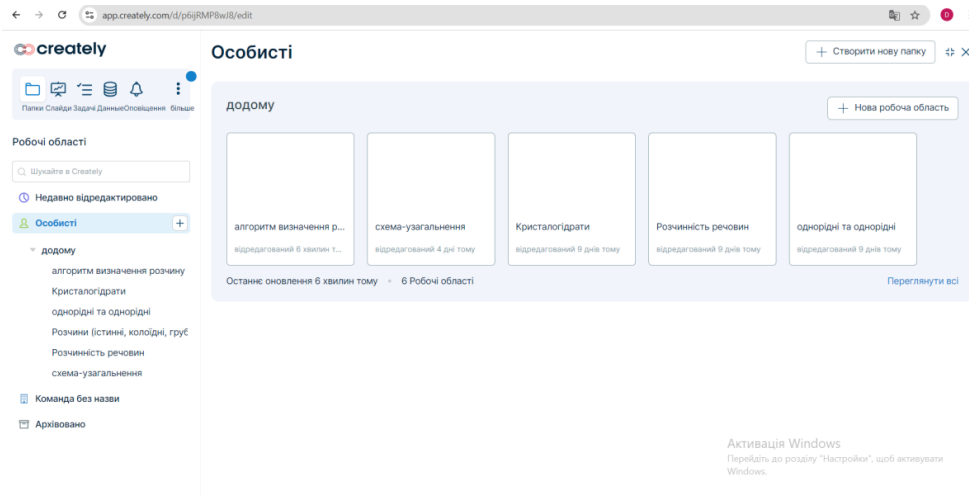 app.creately.com/d/p6ijRMP8wJ8/edit
D
creately
Папки Слайди Задачі Данные Оповіщення більше
Робочі області
Шукайте в Creately
Недавно відредактировано
Особисті
додому
алгоритм визначення розчину
Кристалогідрати
однорідні та однорідні
Розчини (істинні, колоїдні, груб
Розчинність речовин
схема-узагальнення
Команда без назви
Архівовано
Особисті
Створити нову папку
додому
Нова робоча область
алгоритм визначення р...
відредагований 6 хвилин т...
схема-узагальнення
відредагований 4 дні тому
Кристалогідрати
відредагований 9 днів тому
Розчинність речовин
відредагований 9 днів тому
однорідні та однорідні
відредагований 9 днів тому
Останнє оновлення 6 хвилин тому • 6 Робочі області
Переглянути всі
Активація Windows
Перейдіть до розділу "Настройки", щоб активувати
Windows.